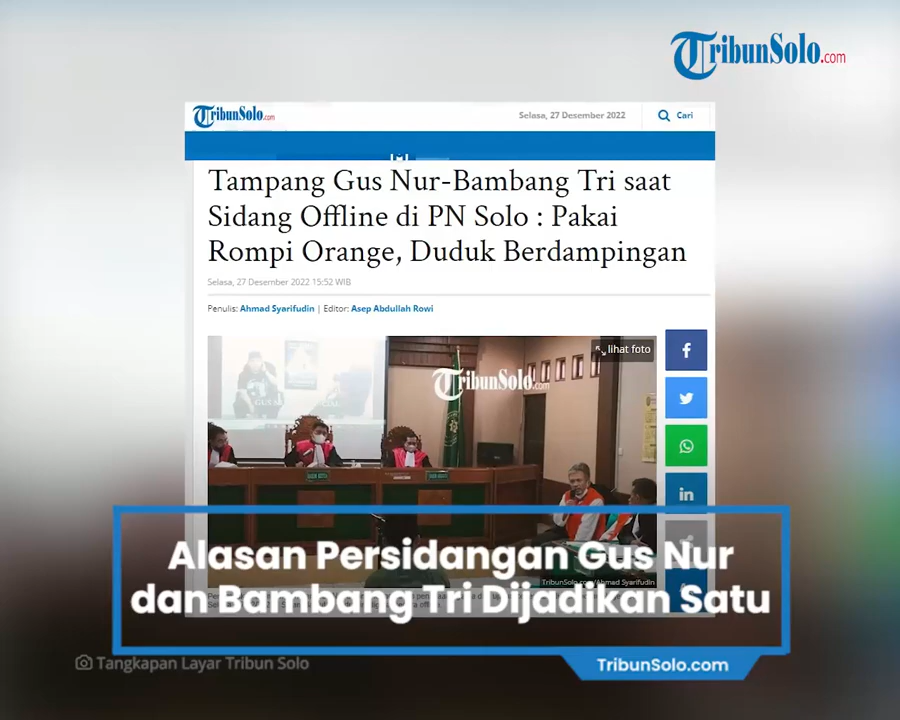 TribunSolo.com
TribunSolo.com
Selasa, 27 Desember 2022
Cari
Tampang Gus Nur-Bambang Tri saat
Sidang Offline di PN Solo : Pakai
Rompi Orange, Duduk Berdampingan
Selasa, 27 Desember 2022 15:52 WIB
Penulis: Ahmad Syarifudin | Editor: Asep Abdullah Rowi
lihat foto
TribunSolo.com
TribunSolo.com/Ahmad Syarifudin
Alasan Persidangan Gus Nur
dan Bambang Tri Dijadikan Satu
Tangkapan Layar Tribun Solo
TribunSolo.com